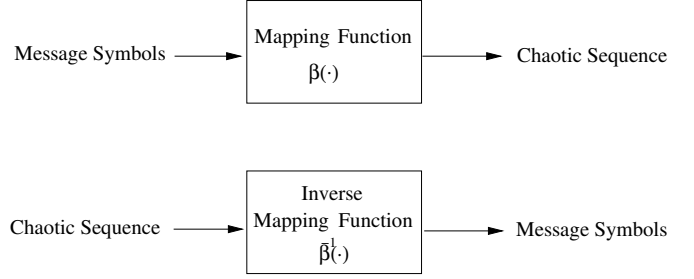 Message Symbols
Mapping Function
β(·)
Chaotic Sequence
Chaotic Sequence
Inverse
Mapping Function
β⁻¹(·)
Message Symbols